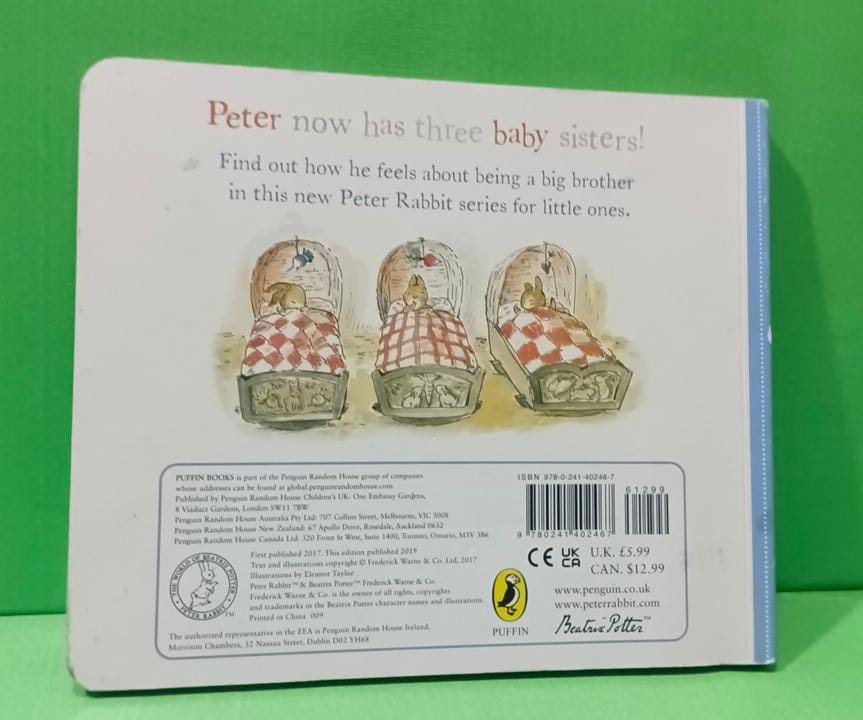 Peter now has three baby sisters!
Find out how he feels about being a big brother
in this new Peter Rabbit series for little ones.
PUFFIN BOOKS is part of the Penguin Random House group of companies
whose addresses can be found at global.penguinrandomhouse.com.
Published by Penguin Random House Children's UK: One Embassy Gardens,
8 Viaduct Gardens, London SW11 7BW
Penguin Random House Australia Pty Ltd: 707 Collins Street, Melbourne, VIC 3008
Penguin Random House New Zealand: 67 Apollo Drive, Rosedale, Auckland 0632
Penguin Random House Canada Ltd: 320 Front St West, Suite 1400, Toronto, Ontario, M5V 3B6
ISBN 978-0-241-40246-7
61299
9 780241 402467
THE WORLD OF BEATRIX POTTER
PETER RABBIT™
First published 2017. This edition published 2019
Text and illustrations copyright © Frederick Warne & Co. Ltd, 2017
Illustrations by Eleanor Taylor
Peter Rabbit™ & Beatrix Potter™ Frederick Warne & Co.
Frederick Warne & Co. is the owner of all rights, copyrights
and trademarks in the Beatrix Potter character names and illustrations
Printed in China 009
The authorized representative in the EEA is Penguin Random House Ireland,
Morrison Chambers, 32 Nassau Street, Dublin D02 YH68
PUFFIN
CE UK CA
U.K. £5.99
CAN. $12.99
www.penguin.co.uk
www.peterrabbit.com
Beatrix Potter™